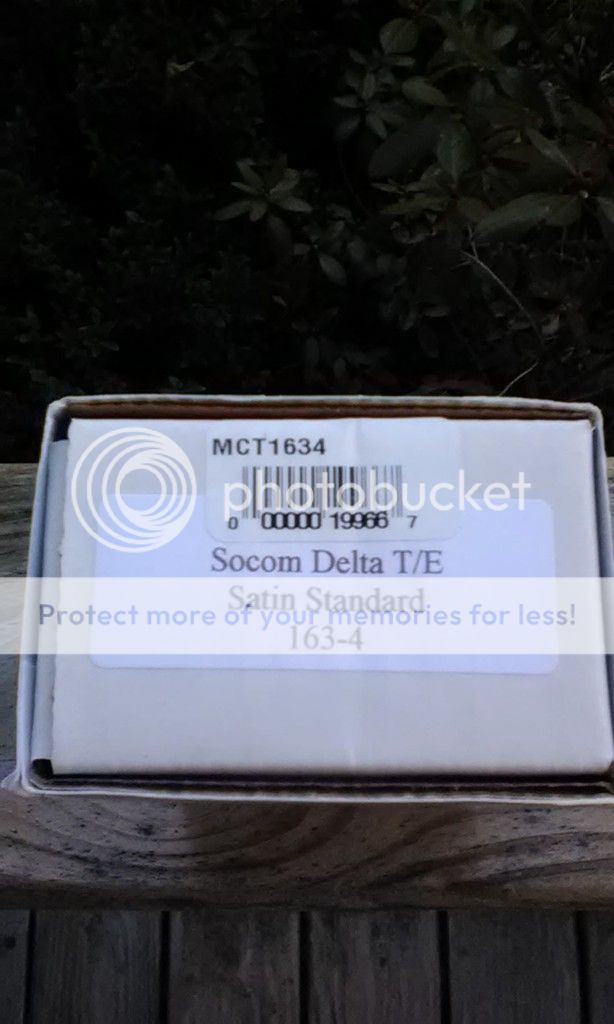 MCT1634
photobucket
0 00000 19966 7
Socom Delta T/E
Satin Standard
Protect more of your memories for less!
163-4